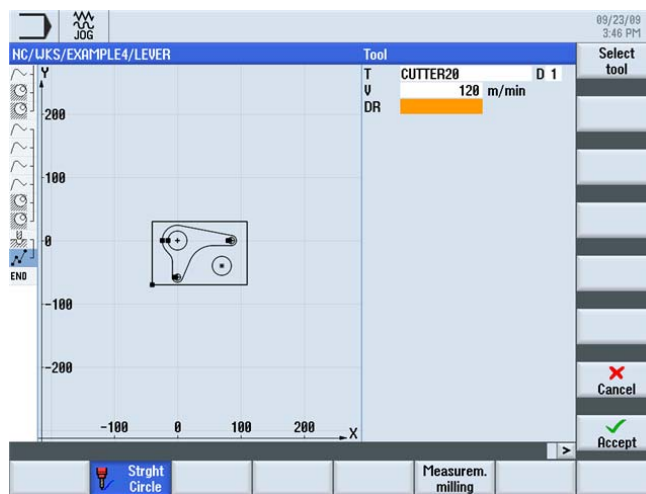 JOG
09/23/09
3:46 PM
NC/WKS/EXAMPLE4/LEVER
Tool
Select
tool
Y
T CUTTER20 D 1
V 120 m/min
DR
200
100
0
END
-100
-200
-100 0 100 200 X
Cancel
Accept
>
Strght
Circle
Measurem.
milling